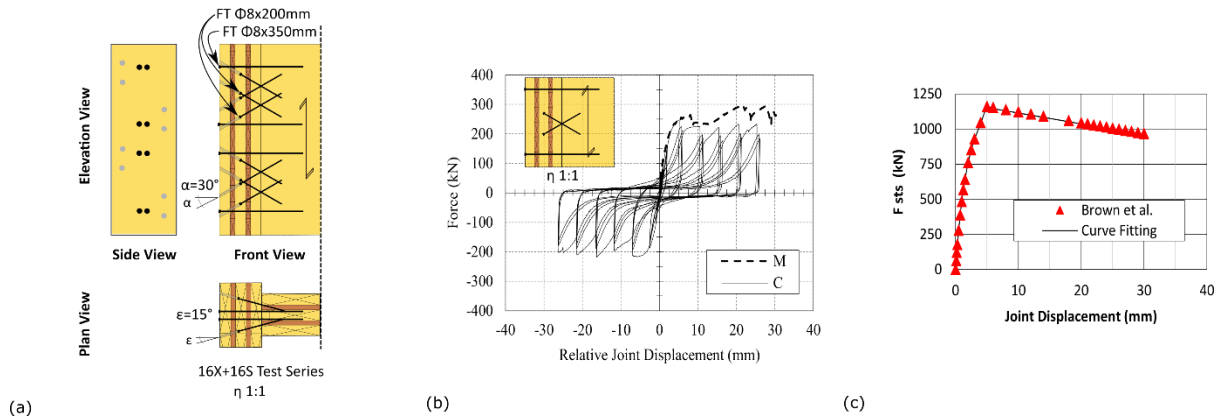 FT Φ8x200mm
FT Φ8x350mm
Elevation View
α=30°
α
Side View
Front View
Plan View
ε=15°
ε
16X+16S Test Series
η 1:1
(a)
400
300
200
100
0
-100
-200
-300
-400
Force (kN)
η 1:1
M
C
-40
-30
-20
-10
0
10
20
30
40
Relative Joint Displacement (mm)
(b)
1250
1000
750
500
250
0
F sts (kN)
Brown et al.
Curve Fitting
0
10
20
30
40
Joint Displacement (mm)
(c)